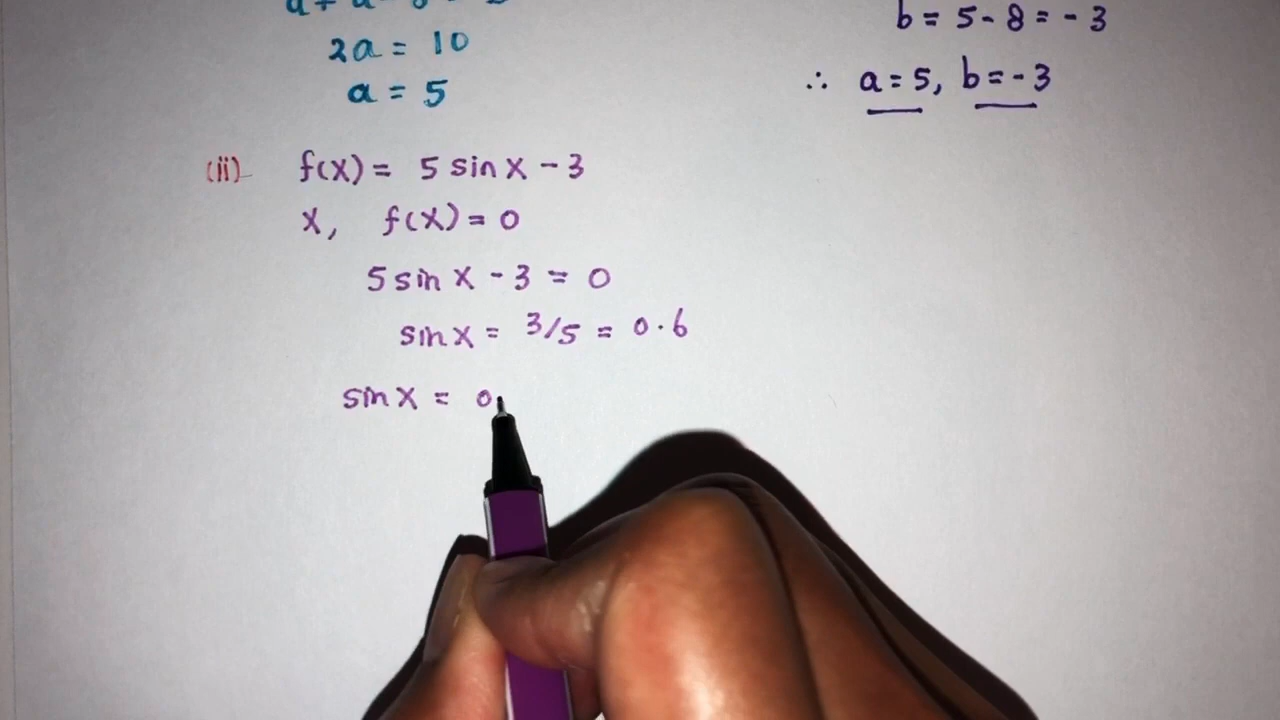 2a = 10
a = 5
b = 5 - 8 = - 3
∴ a = 5, b = - 3
(ii) f(x) = 5 sin x - 3
x, f(x) = 0
5 sin x - 3 = 0
sin x = 3/5 = 0.6
sin x = 0.